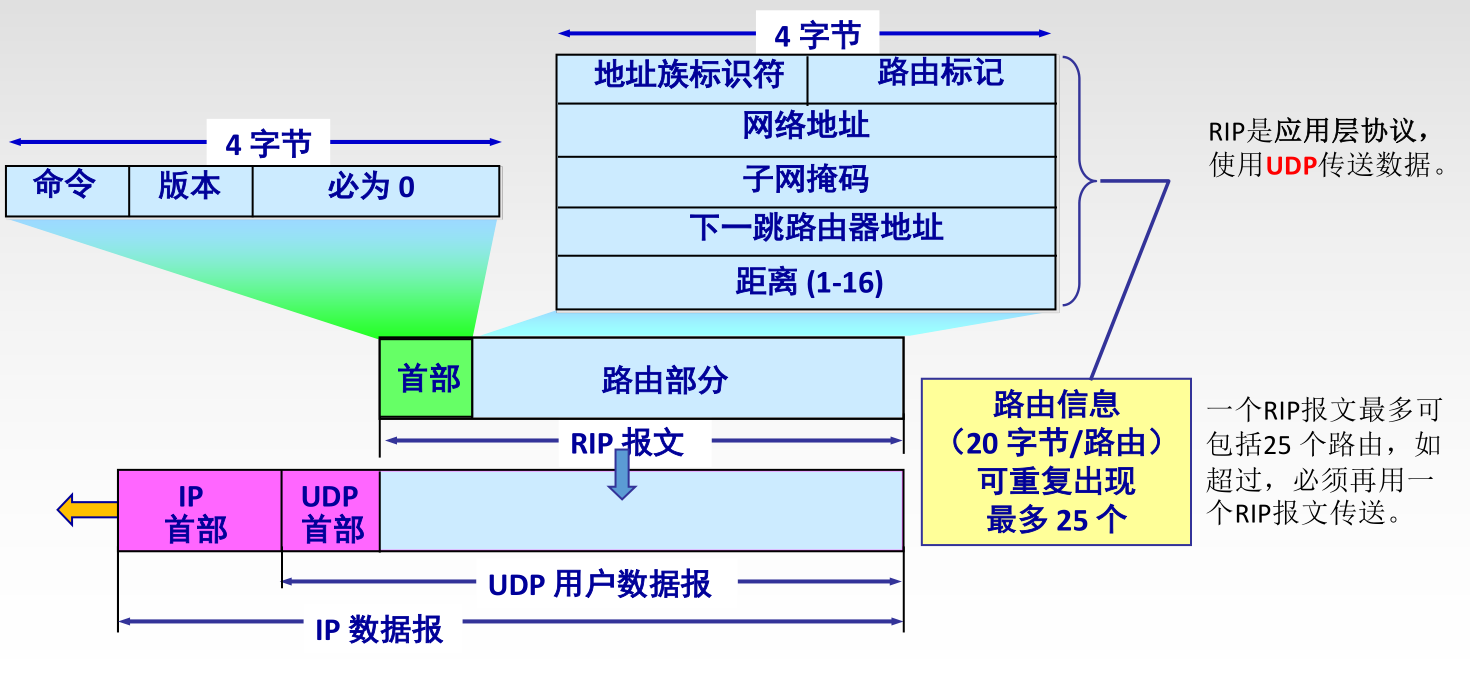 4 字节
地址族标识符 路由标记
网络地址
子网掩码
下一跳路由器地址
距离 (1-16)
RIP是应用层协议，
使用UDP传送数据。
4 字节
命令 版本 必为 0
首部 路由部分
RIP 报文
路由信息
（20 字节/路由）
可重复出现
最多 25 个
一个RIP报文最多可
包括25 个路由，如
超过，必须再用一
个RIP报文传送。
IP
首部
UDP
首部
UDP 用户数据报
IP 数据报